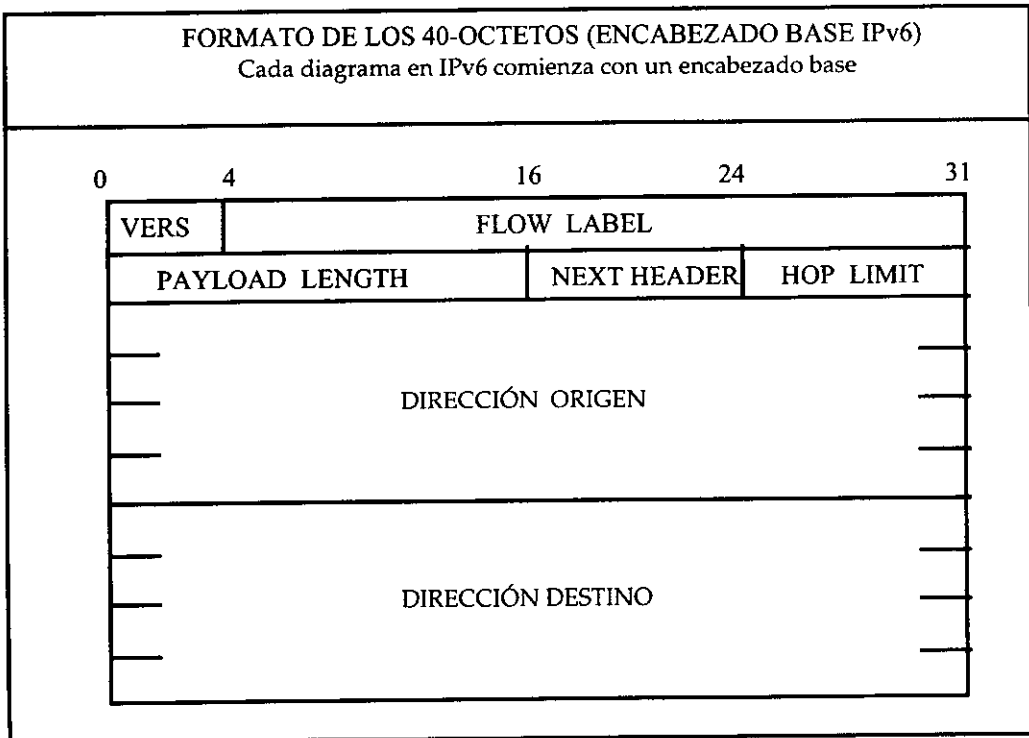 FORMATO DE LOS 40-OCTETOS (ENCABEZADO BASE IPv6)
Cada diagrama en IPv6 comienza con un encabezado base
0 4 16 24 31
VERS FLOW LABEL
PAYLOAD LENGTH NEXT HEADER HOP LIMIT
DIRECCIÓN ORIGEN
DIRECCIÓN DESTINO